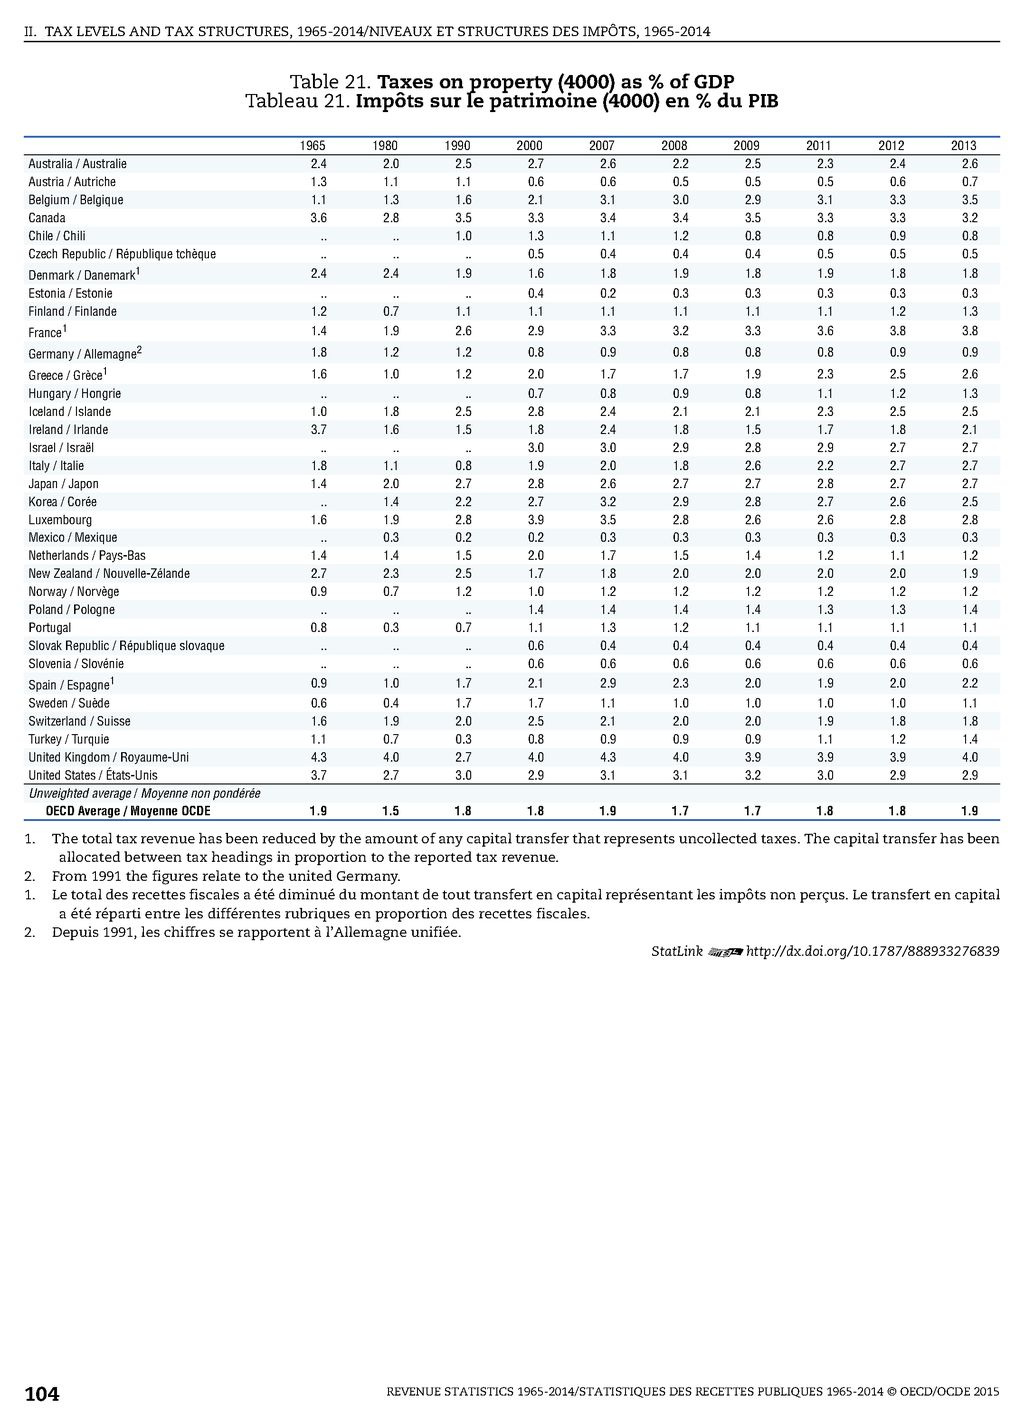 II. TAX LEVELS AND TAX STRUCTURES, 1965-2014/NIVEAUX ET STRUCTURES DES IMPÔTS, 1965-2014
Table 21. Taxes on property (4000) as % of GDP
Tableau 21. Impôts sur le patrimoine (4000) en % du PIB
1965 1980 1990 2000 2007 2008 2009 2011 2012 2013
Australia / Australie 2.4 2.0 2.5 2.7 2.6 2.2 2.5 2.3 2.4 2.6
Austria / Autriche 1.3 1.1 1.1 0.6 0.6 0.5 0.5 0.5 0.6 0.7
Belgium / Belgique 1.1 1.3 1.6 2.1 3.1 3.0 2.9 3.1 3.3 3.5
Canada 3.6 2.8 3.5 3.3 3.4 3.4 3.5 3.3 3.3 3.2
Chile / Chili .. .. 1.0 1.3 1.1 1.2 0.8 0.8 0.9 0.8
Czech Republic / République tchèque .. .. .. 0.5 0.4 0.4 0.4 0.5 0.5 0.5
Denmark / Danemark1 2.4 2.4 1.9 1.6 1.8 1.9 1.8 1.9 1.8 1.8
Estonia / Estonie .. .. .. 0.4 0.2 0.3 0.3 0.3 0.3 0.3
Finland / Finlande 1.2 0.7 1.1 1.1 1.1 1.1 1.1 1.1 1.2 1.3
France1 1.4 1.9 2.6 2.9 3.3 3.2 3.3 3.6 3.8 3.8
Germany / Allemagne2 1.8 1.2 1.2 0.8 0.9 0.8 0.8 0.8 0.9 0.9
Greece / Grèce1 1.6 1.0 1.2 2.0 1.7 1.7 1.9 2.3 2.5 2.6
Hungary / Hongrie .. .. .. 0.7 0.8 0.9 0.8 1.1 1.2 1.3
Iceland / Islande 1.0 1.8 2.5 2.8 2.4 2.1 2.1 2.3 2.5 2.5
Ireland / Irlande 3.7 1.6 1.5 1.8 2.4 1.8 1.5 1.7 1.8 2.1
Israel / Israël .. .. .. 3.0 3.0 2.9 2.8 2.9 2.7 2.7
Italy / Italie 1.8 1.1 0.8 1.9 2.0 1.8 2.6 2.2 2.7 2.7
Japan / Japon 1.4 2.0 2.7 2.8 2.6 2.7 2.7 2.8 2.7 2.7
Korea / Corée .. 1.4 2.2 2.7 3.2 2.9 2.8 2.7 2.6 2.5
Luxembourg 1.6 1.9 2.8 3.9 3.5 2.8 2.6 2.6 2.8 2.8
Mexico / Mexique .. 0.3 0.2 0.2 0.3 0.3 0.3 0.3 0.3 0.3
Netherlands / Pays-Bas 1.4 1.4 1.5 2.0 1.7 1.5 1.4 1.2 1.1 1.2
New Zealand / Nouvelle-Zélande 2.7 2.3 2.5 1.7 1.8 2.0 2.0 2.0 2.0 1.9
Norway / Norvège 0.9 0.7 1.2 1.0 1.2 1.2 1.2 1.2 1.2 1.2
Poland / Pologne .. .. .. 1.4 1.4 1.4 1.4 1.3 1.3 1.4
Portugal 0.8 0.3 0.7 1.1 1.3 1.2 1.1 1.1 1.1 1.1
Slovak Republic / République slovaque .. .. .. 0.6 0.4 0.4 0.4 0.4 0.4 0.4
Slovenia / Slovénie .. .. .. 0.6 0.6 0.6 0.6 0.6 0.6 0.6
Spain / Espagne1 0.9 1.0 1.7 2.1 2.9 2.3 2.0 1.9 2.0 2.2
Sweden / Suède 0.6 0.4 1.7 1.7 1.1 1.0 1.0 1.0 1.0 1.1
Switzerland / Suisse 1.6 1.9 2.0 2.5 2.1 2.0 2.0 1.9 1.8 1.8
Turkey / Turquie 1.1 0.7 0.3 0.8 0.9 0.9 0.9 1.1 1.2 1.4
United Kingdom / Royaume-Uni 4.3 4.0 2.7 4.0 4.3 4.0 3.9 3.9 3.9 4.0
United States / États-Unis 3.7 2.7 3.0 2.9 3.1 3.1 3.2 3.0 2.9 2.9
Unweighted average / Moyenne non pondérée
OECD Average / Moyenne OCDE 1.9 1.5 1.8 1.8 1.9 1.7 1.7 1.8 1.8 1.9
1. The total tax revenue has been reduced by the amount of any capital transfer that represents uncollected taxes. The capital transfer has been
allocated between tax headings in proportion to the reported tax revenue.
2. From 1991 the figures relate to the united Germany.
1. Le total des recettes fiscales a été diminué du montant de tout transfert en capital représentant les impôts non perçus. Le transfert en capital
a été réparti entre les différentes rubriques en proportion des recettes fiscales.
2. Depuis 1991, les chiffres se rapportent à l'Allemagne unifiée.
StatLink http://dx.doi.org/10.1787/888933276839
104 REVENUE STATISTICS 1965-2014/STATISTIQUES DES RECETTES PUBLIQUES 1965-2014 © OECD/OCDE 2015